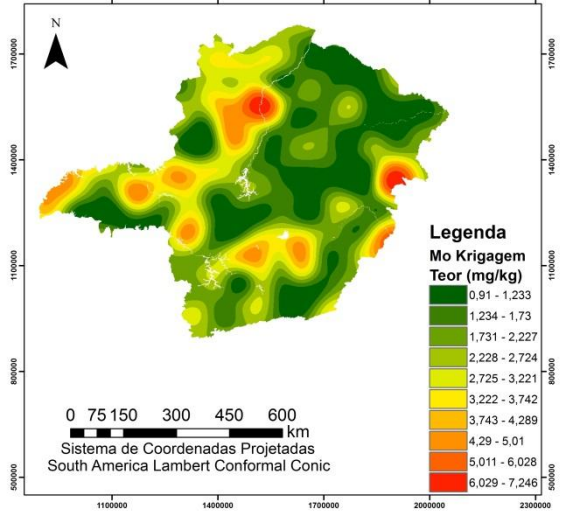 N
1700000
1400000
1100000
800000
500000
1700000
1400000
1100000
800000
500000
Legenda
Mo Krigagem
Teor (mg/kg)
0,91 - 1,233
1,234 - 1,73
1,731 - 2,227
2,228 - 2,724
2,725 - 3,221
3,222 - 3,742
3,743 - 4,289
4,29 - 5,01
5,011 - 6,028
6,029 - 7,246
0 75 150 300 450 600
km
Sistema de Coordenadas Projetadas
South America Lambert Conformal Conic
1100000 1400000 1700000 2000000 2300000